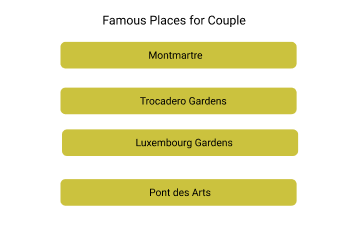 Famous Places for Couple
Montmartre
Trocadero Gardens
Luxembourg Gardens
Pont des Arts